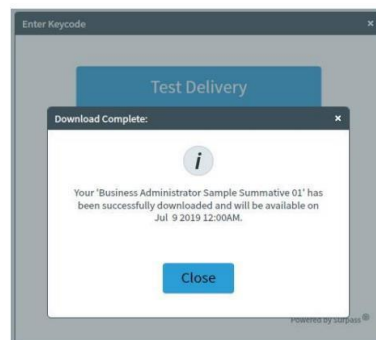 Enter Keycode
×
Test Delivery
Download Complete:
×
i
Your 'Business Administrator Sample Summative 01' has
been successfully downloaded and will be available on
Jul 9 2019 12:00AM.
Close
Powered by Surpass ®